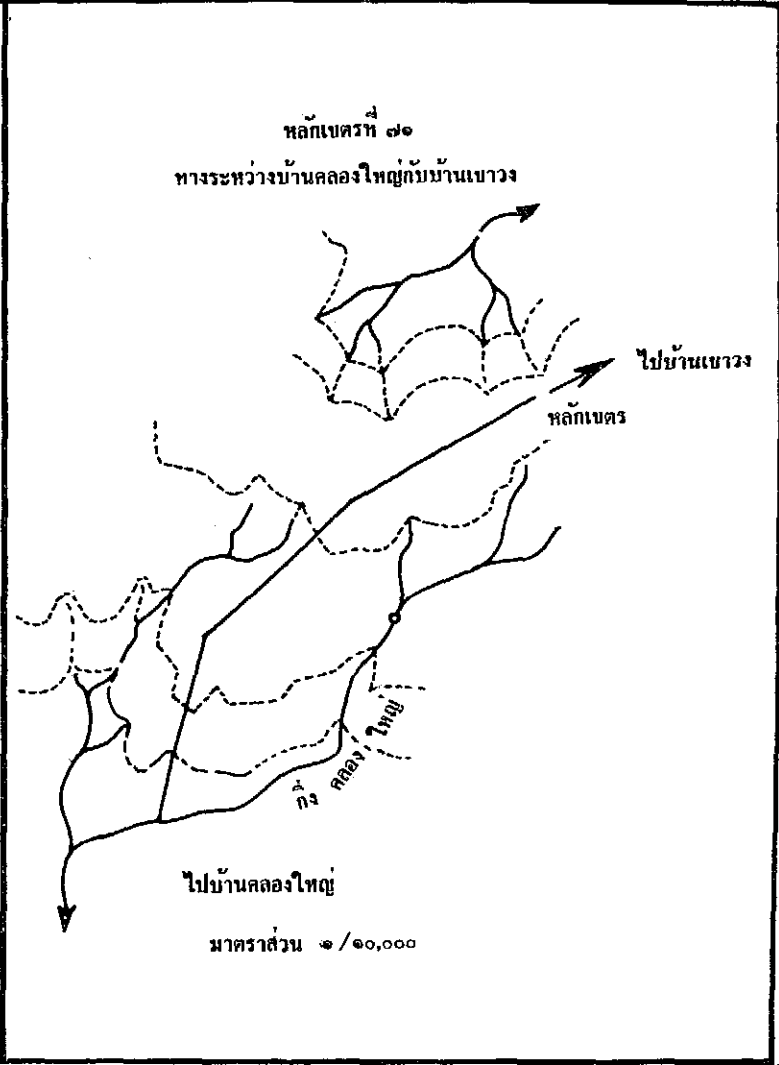 หลักเขตรที่ ๗๑
ทางระหว่างบ้านคลองใหญ่กับบ้านเขาวง
ไปบ้านเขาวง
หลักเขตร
กิ่ง คลอง ใหญ่
ไปบ้านคลองใหญ่
มาตราส่วน ๑/๑๐,๐๐๐